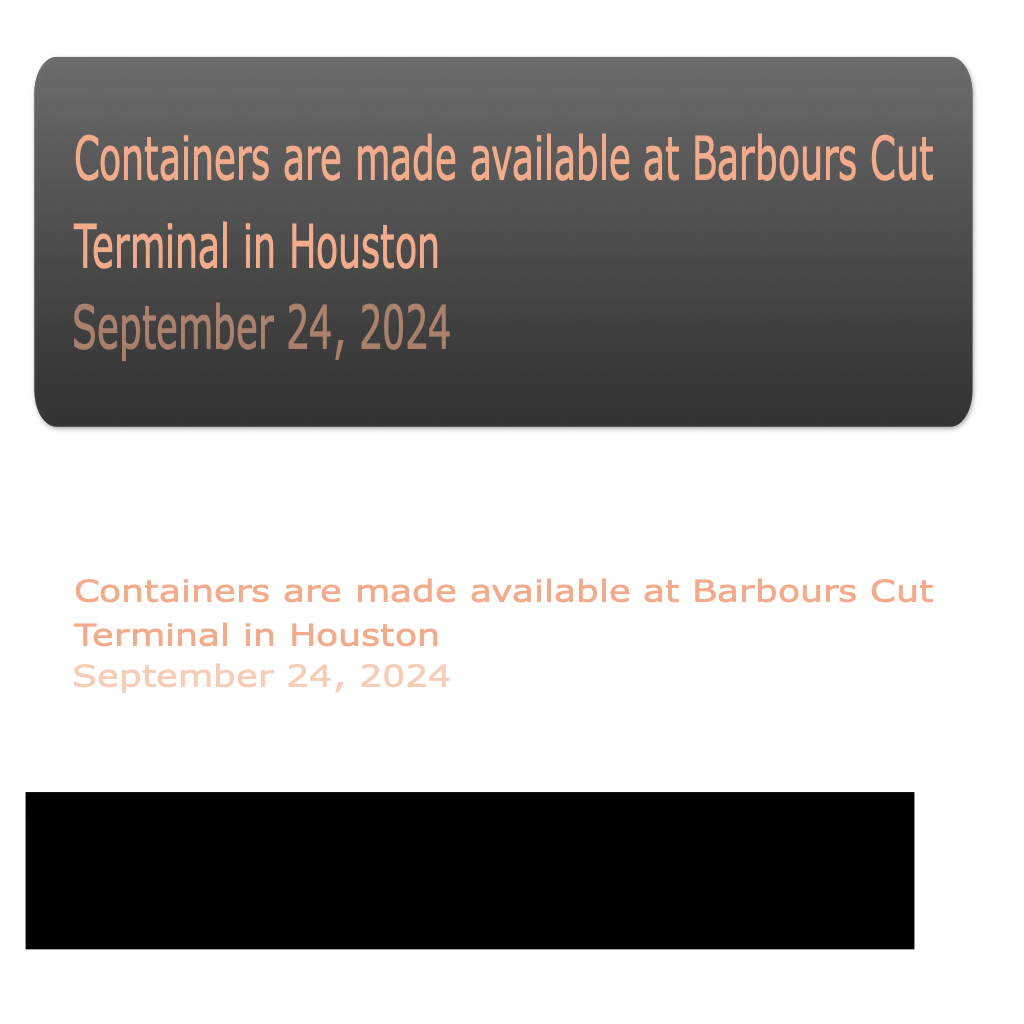 Containers are made available at Barbours Cut
Terminal in Houston
September 24, 2024
Containers are made available at Barbours Cut
Terminal in Houston
September 24, 2024